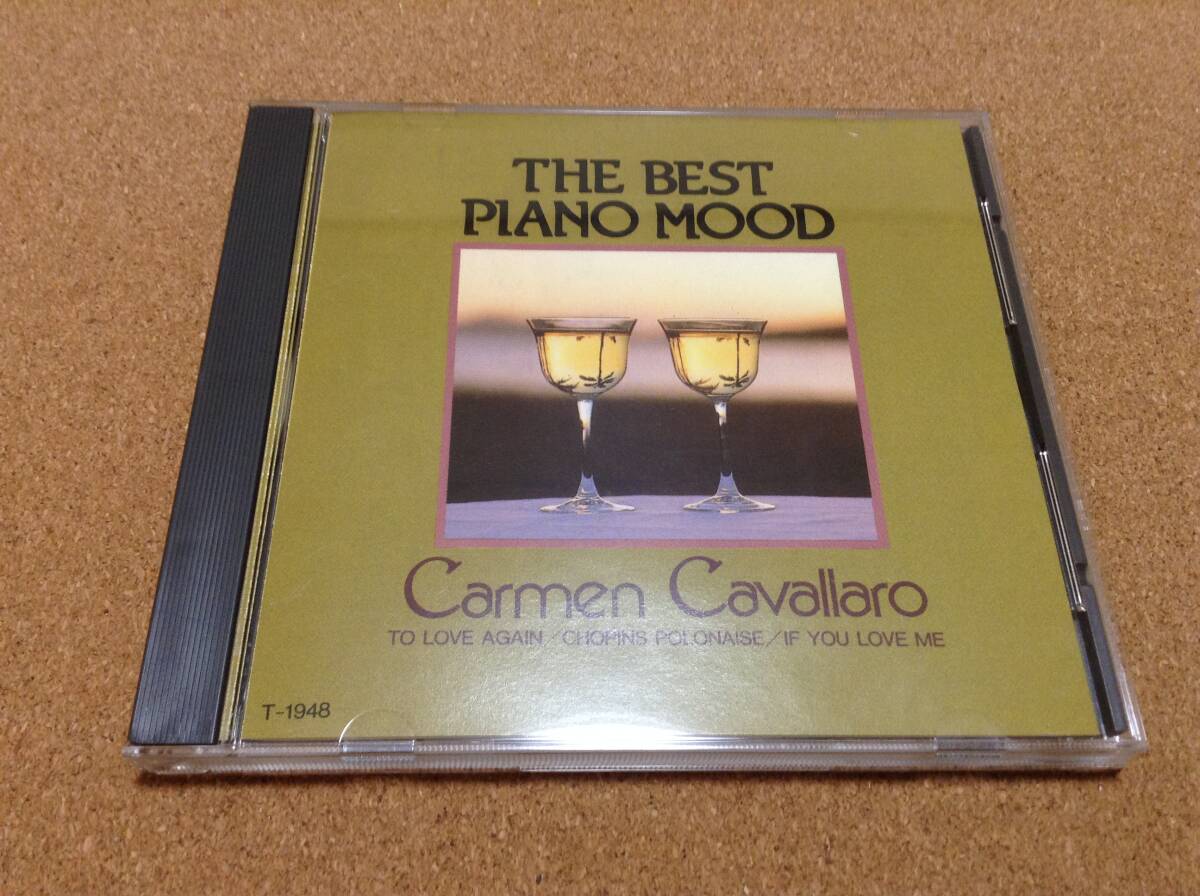 THE BEST
PIANO MOOD
Carmen Cavallaro
TO LOVE AGAIN/CHOPINS POLONAISE/IF YOU LOVE ME
T-1948